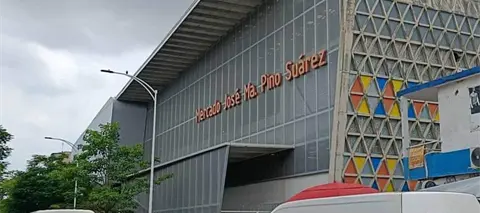 Mercado José Ma. Pino Suárez